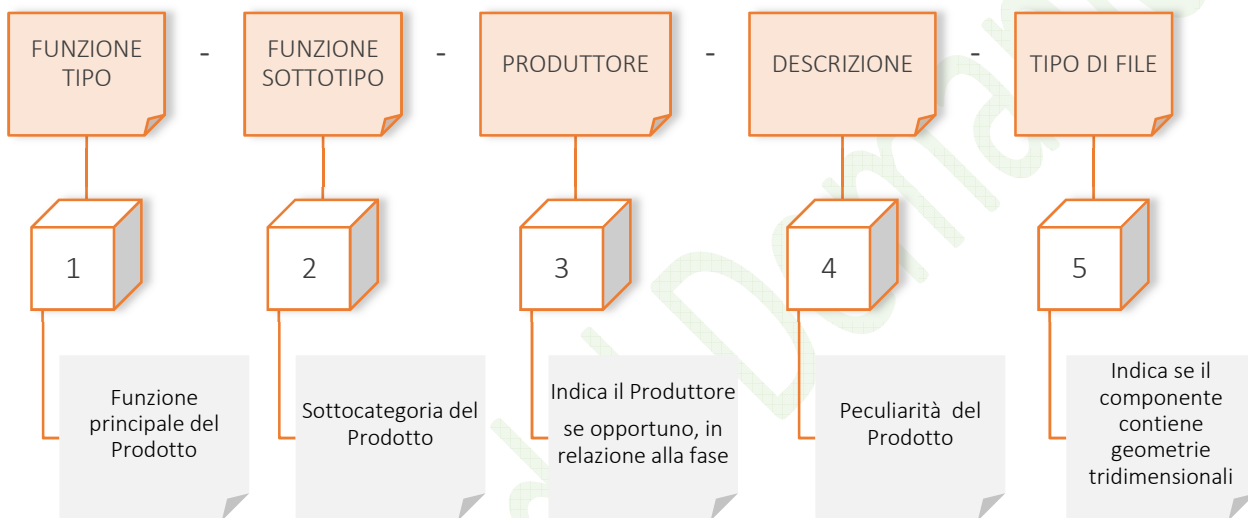 FUNZIONE
TIPO
-
FUNZIONE
SOTTOTIPO
-
PRODUTTORE
-
DESCRIZIONE
-
TIPO DI FILE
1
2
3
4
5
Funzione
principale del
Prodotto
Sottocategoria del
Prodotto
Indica il Produttore
se opportuno, in
relazione alla fase
Peculiarità del
Prodotto
Indica se il
componente
contiene
geometrie
tridimensionali